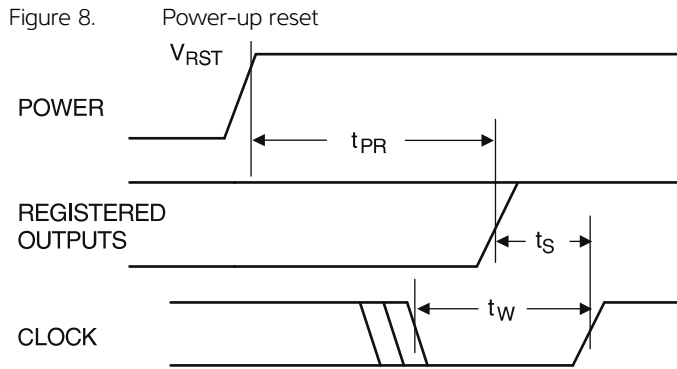 Figure 8. Power-up reset
VRST
POWER
tPR
REGISTERED
OUTPUTS
tS
tW
CLOCK